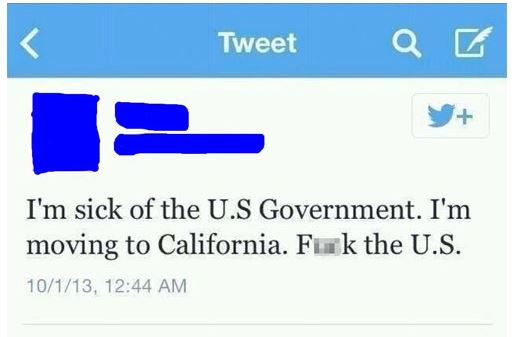 Tweet
I'm sick of the U.S Government. I'm
moving to California. F k the U.S.
10/1/13, 12:44 AM